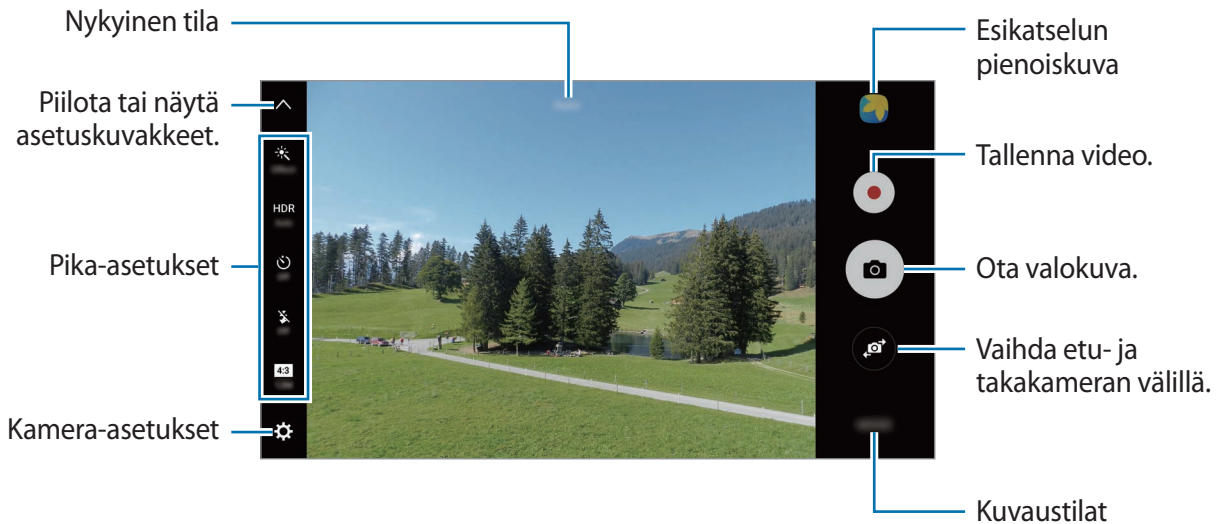 Nykyinen tila
Piilota tai näytä
asetuskuvakkeet.
HDR
Pika-asetukset
4:3
Kamera-asetukset
Esikatselun
pienoiskuva
Tallenna video.
Ota valokuva.
Vaihda etu- ja
takakameran välillä.
Kuvaustilat